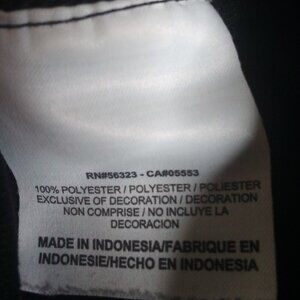 RN#56323 - CA#05553
100% POLYESTER / POLYESTER / POLIESTER
EXCLUSIVE OF DECORATION / DECORATION
NON COMPRISE / NO INCLUYE LA
DECORACION
MADE IN INDONESIA/FABRIQUE EN
INDONESIE/HECHO EN INDONESIA